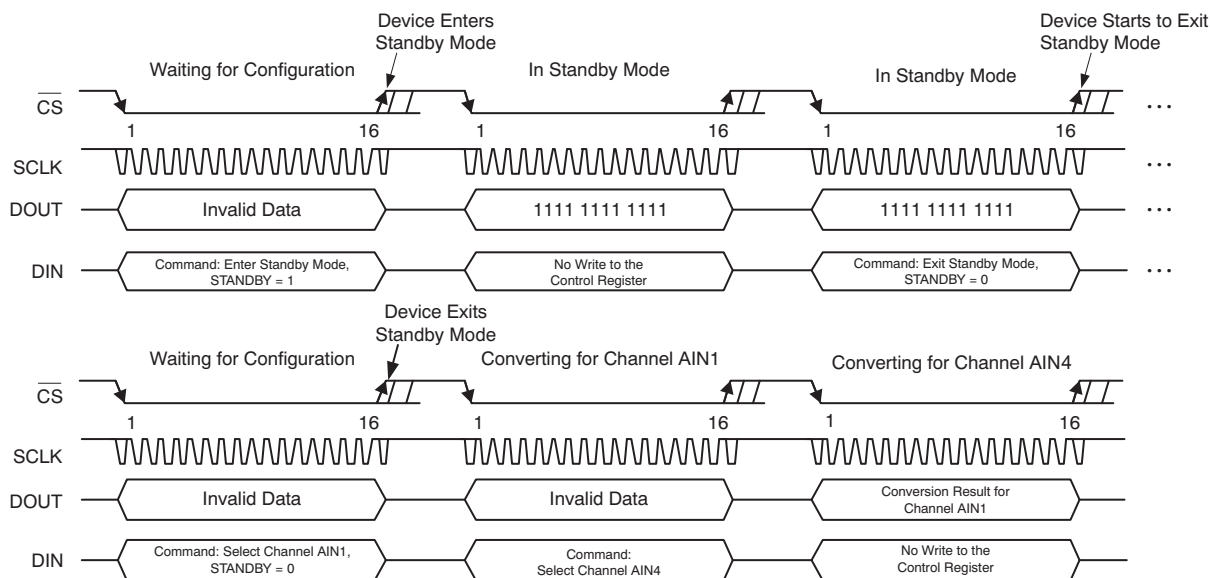 Device Enters
Standby Mode
Device Starts to Exit
Standby Mode
Waiting for Configuration
In Standby Mode
In Standby Mode
CS
1
16
1
16
1
16
...
SCLK
...
DOUT
Invalid Data
1111 1111 1111
1111 1111 1111
...
DIN
Command: Enter Standby Mode,
STANDBY = 1
No Write to the
Control Register
Command: Exit Standby Mode,
STANDBY = 0
...
Device Exits
Standby Mode
Waiting for Configuration
Converting for Channel AIN1
Converting for Channel AIN4
CS
1
16
1
16
1
16
SCLK
DOUT
Invalid Data
Invalid Data
Conversion Result for
Channel AIN1
DIN
Command: Select Channel AIN1,
STANDBY = 0
Command:
Select Channel AIN4
No Write to the
Control Register